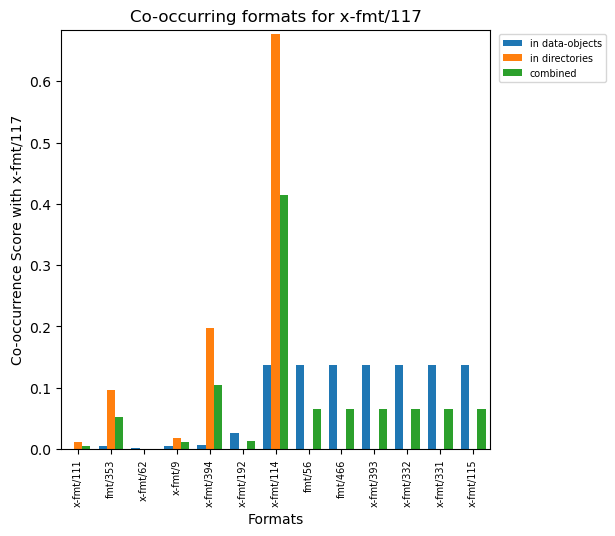 Co-occurring formats for x-fmt/117
in data-objects
in directories
combined
Co-occurrence Score with x-fmt/117
0.6
0.5
0.4
0.3
0.2
0.1
0.0
x-fmt/111
fmt/353
x-fmt/62
x-fmt/9
x-fmt/394
x-fmt/192
x-fmt/114
fmt/56
fmt/466
x-fmt/393
x-fmt/332
x-fmt/331
x-fmt/115
Formats